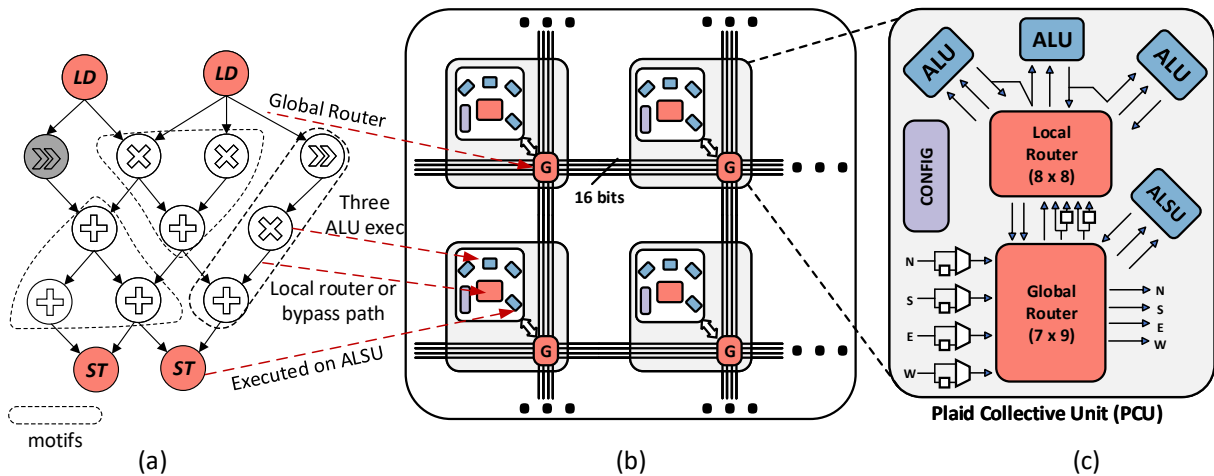 LD
LD
ST
ST
motifs
(a)
Global Router
Three
ALU exec
Local router or
bypass path
Executed on ALSU
G
G
16 bits
G
G
(b)
ALU
ALU
ALU
CONFIG
Local
Router
(8 x 8)
ALSU
N
S
E
W
Global
Router
(7 x 9)
N
S
E
W
Plaid Collective Unit (PCU)
(c)